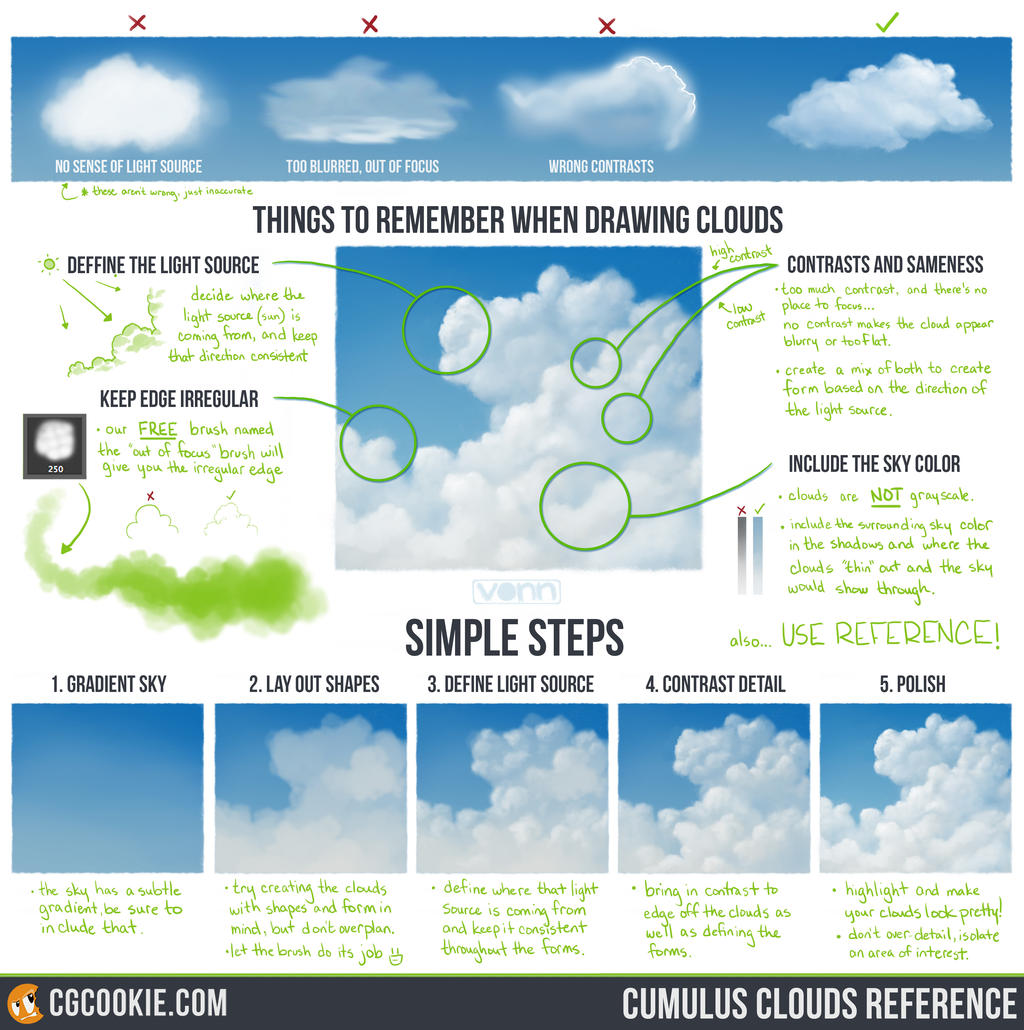 NO SENSE OF LIGHT SOURCE
TOO BLURRED, OUT OF FOCUS
WRONG CONTRASTS
* these aren't wrong, just inaccurate
THINGS TO REMEMBER WHEN DRAWING CLOUDS
DEFFINE THE LIGHT SOURCE
decide where the
light source (sun) is
coming from, and keep
that direction consistent
KEEP EDGE IRREGULAR
250
• our FREE brush named
the "out of focus" brush will
give you the irregular edge
high contrast
low contrast
CONTRASTS AND SAMENESS
• too much contrast, and there's no
place to focus...
no contrast makes the cloud appear
blurry or too flat.
• create a mix of both to create
form based on the direction of
the light source.
INCLUDE THE SKY COLOR
• clouds are NOT grayscale.
• include the surrounding sky color
in the shadows and where the
clouds "thin" out and the sky
would show through.
vonn
also... USE REFERENCE!
SIMPLE STEPS
1. GRADIENT SKY
• the sky has a subtle
gradient, be sure to
include that.
2. LAY OUT SHAPES
• try creating the clouds
with shapes and form in
mind, but don't overplan.
• let the brush do its job
3. DEFINE LIGHT SOURCE
• define where that light
source is coming from
and keep it consistent
throughout the forms.
4. CONTRAST DETAIL
• bring in contrast to
edge off the clouds as
well as defining the
forms.
5. POLISH
• highlight and make
your clouds look pretty!
• don't over detail, isolate
an area of interest.
CGCOOKIE.COM
CUMULUS CLOUDS REFERENCE